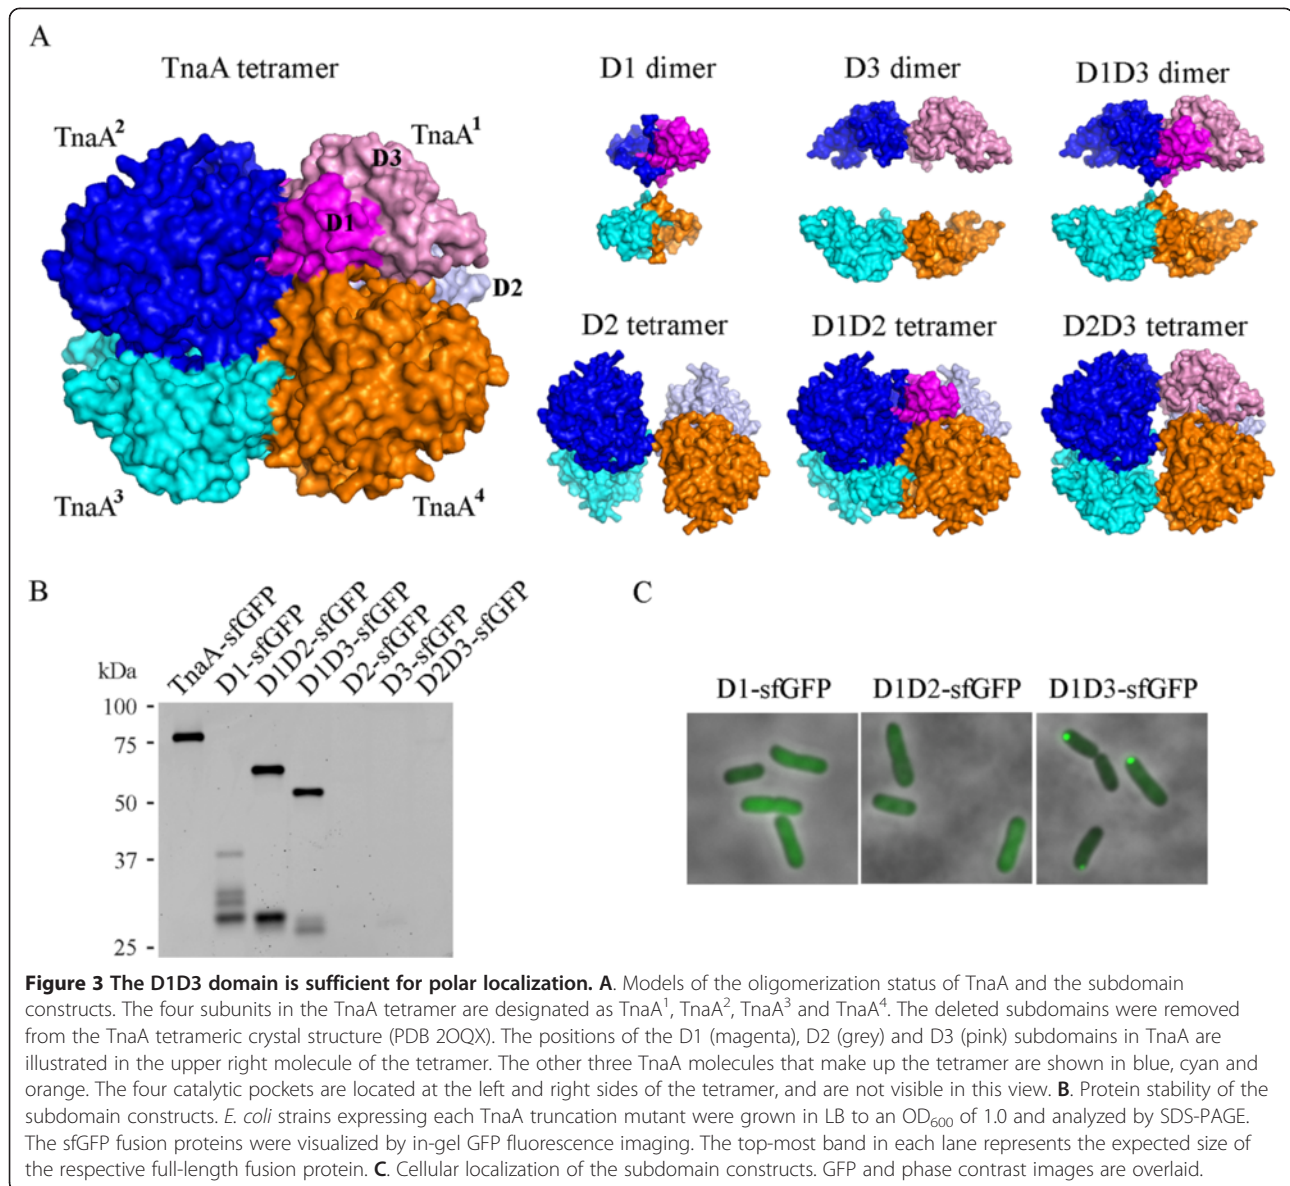 A
TnaA tetramer
D1 dimer
D3 dimer
D1D3 dimer
TnaA²
TnaA¹
D3
D1
D2
D2 tetramer
D1D2 tetramer
D2D3 tetramer
TnaA³
TnaA⁴
B
C
TnaA-sfGFP
D1-sfGFP
D1D2-sfGFP
D1D3-sfGFP
D2-sfGFP
D3-sfGFP
D2D3-sfGFP
kDa
100 -
75 -
50 -
37 -
25 -
D1-sfGFP
D1D2-sfGFP
D1D3-sfGFP
Figure 3 The D1D3 domain is sufficient for polar localization. A. Models of the oligomerization status of TnaA and the subdomain
constructs. The four subunits in the TnaA tetramer are designated as TnaA¹, TnaA², TnaA³ and TnaA⁴. The deleted subdomains were removed
from the TnaA tetrameric crystal structure (PDB 2OQX). The positions of the D1 (magenta), D2 (grey) and D3 (pink) subdomains in TnaA are
illustrated in the upper right molecule of the tetramer. The other three TnaA molecules that make up the tetramer are shown in blue, cyan and
orange. The four catalytic pockets are located at the left and right sides of the tetramer, and are not visible in this view. B. Protein stability of the
subdomain constructs. E. coli strains expressing each TnaA truncation mutant were grown in LB to an OD₆₀₀ of 1.0 and analyzed by SDS-PAGE.
The sfGFP fusion proteins were visualized by in-gel GFP fluorescence imaging. The top-most band in each lane represents the expected size of
the respective full-length fusion protein. C. Cellular localization of the subdomain constructs. GFP and phase contrast images are overlaid.